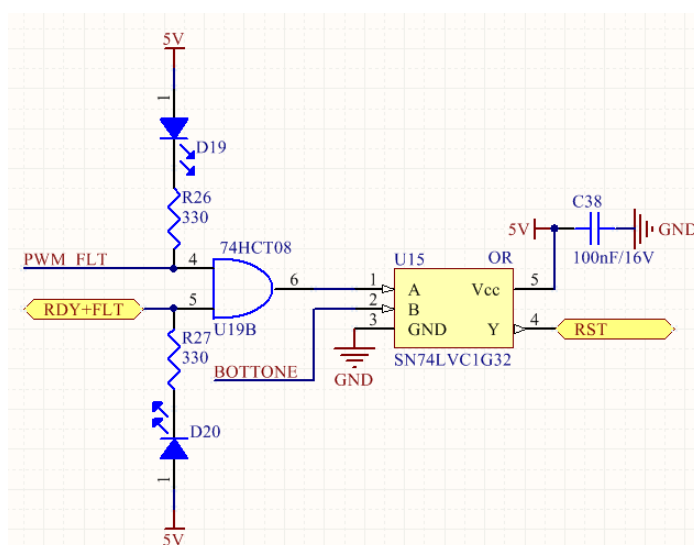 5V
1
D19
R26
330
74HCT08
C38
5V
GND
100nF/16V
PWM_FLT
4
6
U15
OR
1
A
Vcc
5
RDY+FLT
5
2
B
U19B
3
GND
Y
4
RST
R27
330
BOTTONE
GND
SN74LVC1G32
D20
1
5V